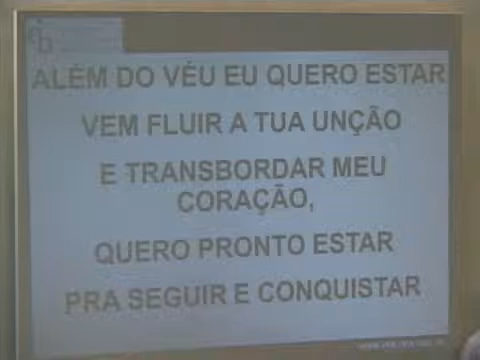 ALÉM DO VÉU EU QUERO ESTAR
VEM FLUIR A TUA UNÇÃO
E TRANSBORDAR MEU
CORAÇÃO,
QUERO PRONTO ESTAR
PRA SEGUIR E CONQUISTAR